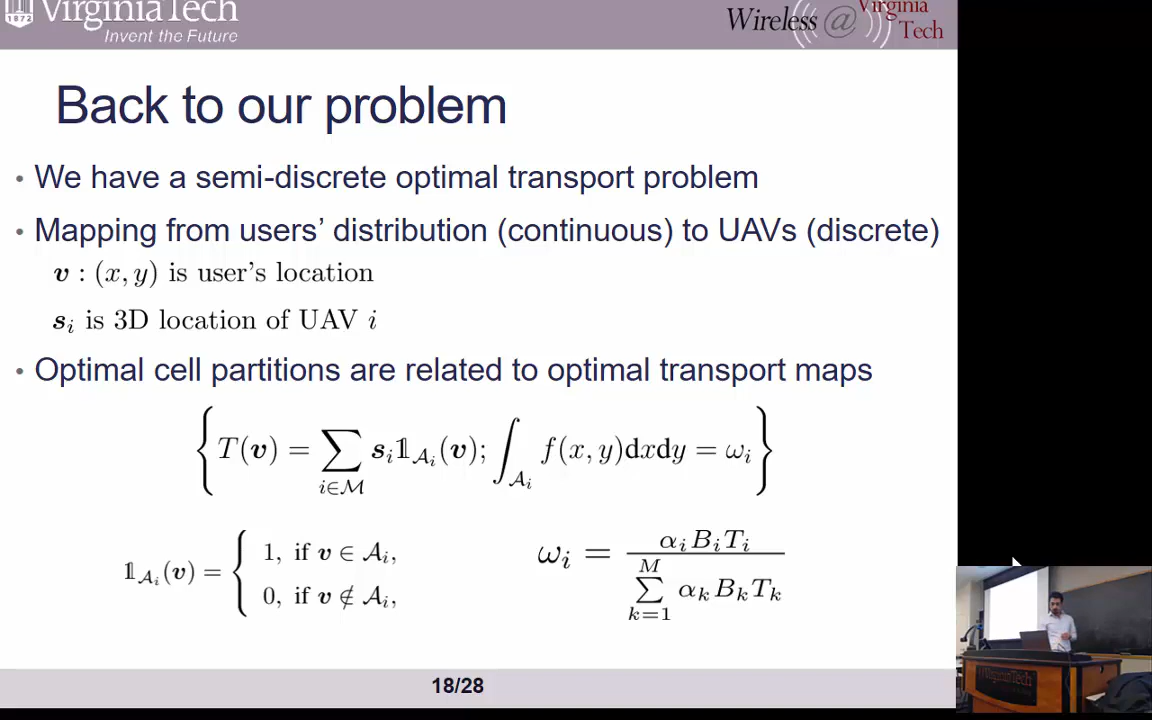 VirginiaTech
1872
Invent the Future
Wireless @ Virginia Tech
Back to our problem
• We have a semi-discrete optimal transport problem
• Mapping from users' distribution (continuous) to UAVs (discrete)
v : (x, y) is user's location
s_i is 3D location of UAV i
• Optimal cell partitions are related to optimal transport maps
{ T(v) = ∑_{i∈M} s_i 𝟙_{A_i}(v); ∫_{A_i} f(x, y)dxdy = ω_i }
𝟙_{A_i}(v) = { 1, if v ∈ A_i,
0, if v ∉ A_i,
ω_i = α_i B_i T_i / ∑_{k=1}^{M} α_k B_k T_k
18/28
VirginiaTech